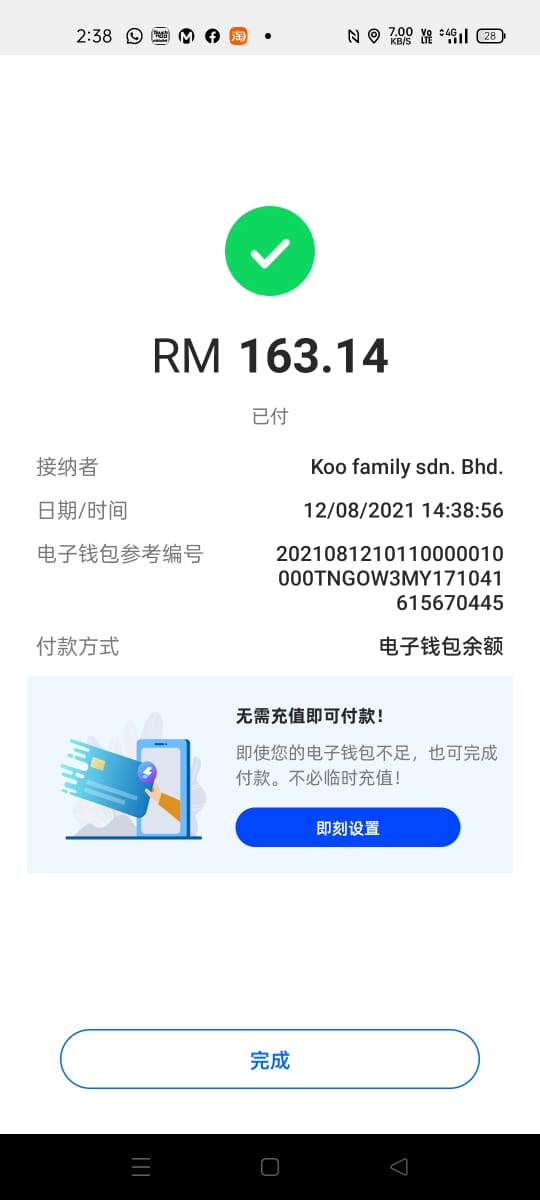 2:38
7.00
KB/S
VO
LTE
4G
28
RM 163.14
已付
接纳者 Koo family sdn. Bhd.
日期/时间 12/08/2021 14:38:56
电子钱包参考编号 2021081210110000010
000TNGOW3MY171041
615670445
付款方式 电子钱包余额
无需充值即可付款！
即使您的电子钱包不足，也可完成
付款。不必临时充值！
即刻设置
完成